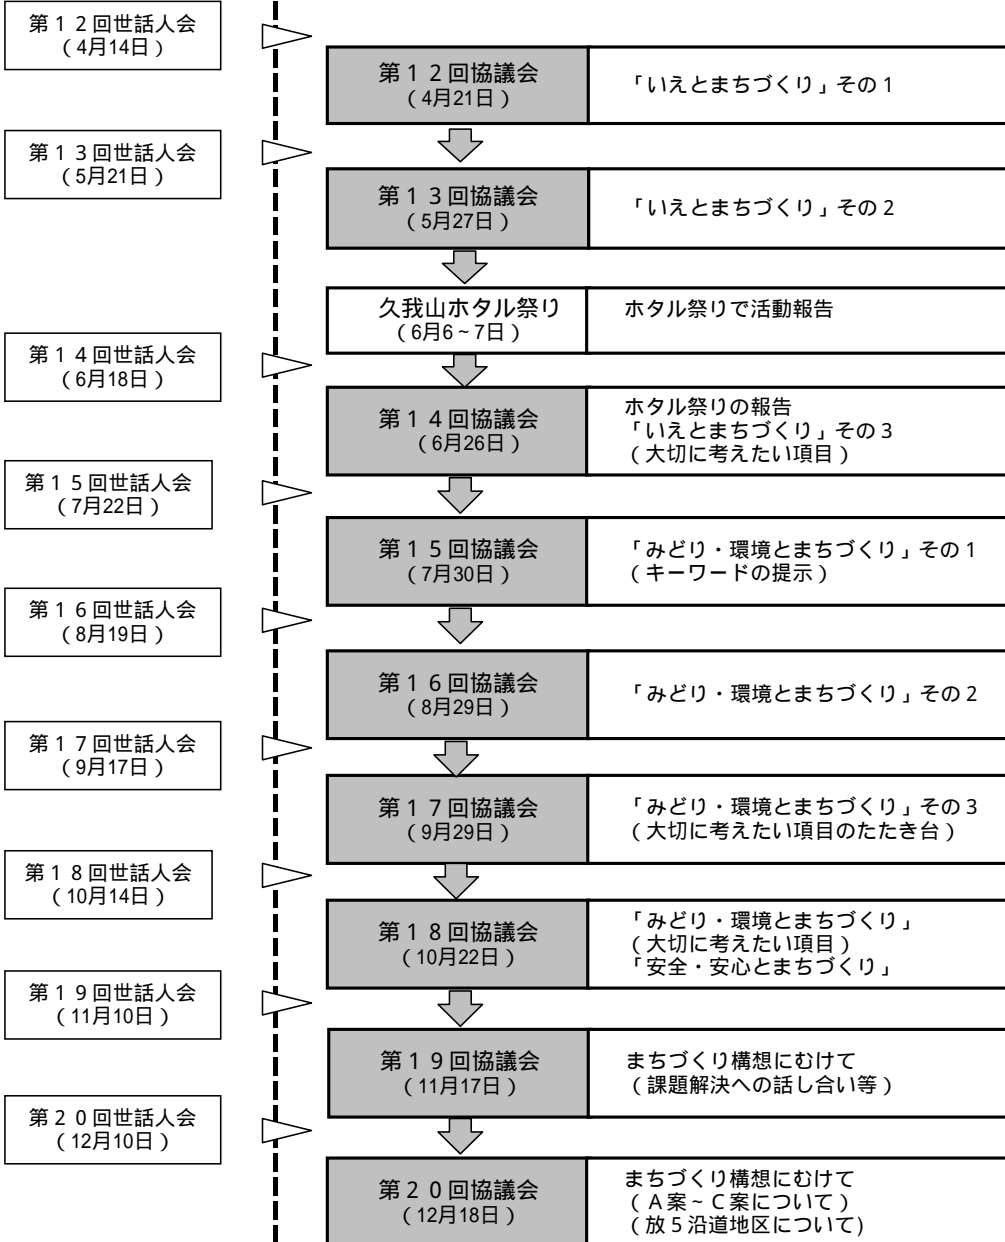 第１２回世話人会
（4月14日）
第１２回協議会
（4月21日）
「いえとまちづくり」その１
第１３回世話人会
（5月21日）
第１３回協議会
（5月27日）
「いえとまちづくり」その２
久我山ホタル祭り
（6月6～7日）
ホタル祭りで活動報告
第１４回世話人会
（6月18日）
第１４回協議会
（6月26日）
ホタル祭りの報告
「いえとまちづくり」その３
（大切に考えたい項目）
第１５回世話人会
（7月22日）
第１５回協議会
（7月30日）
「みどり・環境とまちづくり」その１
（キーワードの提示）
第１６回世話人会
（8月19日）
第１６回協議会
（8月29日）
「みどり・環境とまちづくり」その２
第１７回世話人会
（9月17日）
第１７回協議会
（9月29日）
「みどり・環境とまちづくり」その３
（大切に考えたい項目のたたき台）
第１８回世話人会
（10月14日）
第１８回協議会
（10月22日）
「みどり・環境とまちづくり」
（大切に考えたい項目）
「安全・安心とまちづくり」
第１９回世話人会
（11月10日）
第１９回協議会
（11月17日）
まちづくり構想にむけて
（課題解決への話し合い等）
第２０回世話人会
（12月10日）
第２０回協議会
（12月18日）
まちづくり構想にむけて
（Ａ案～Ｃ案について）
（放５沿道地区について)